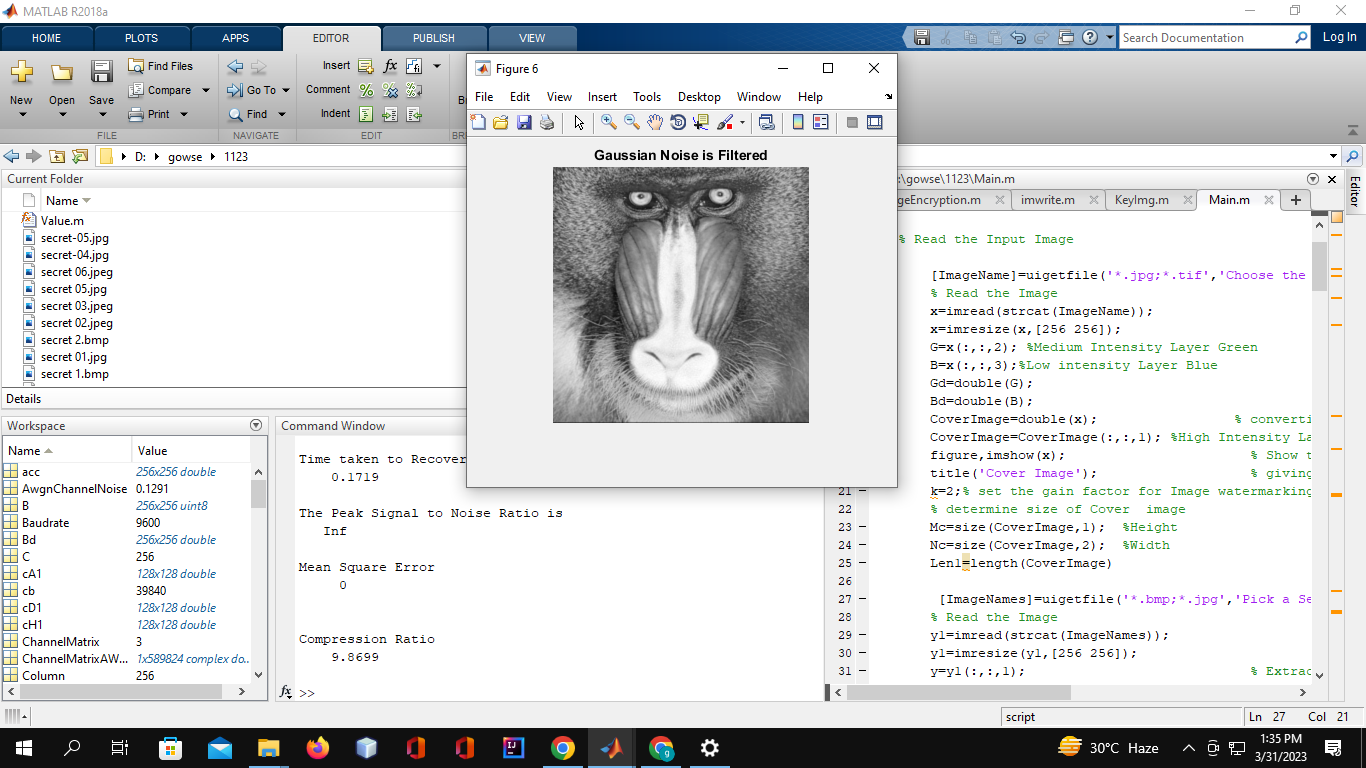 MATLAB R2018a
HOME PLOTS APPS EDITOR PUBLISH VIEW
Search Documentation
Log In
New
Open
Save
Find Files
Compare
Print
FILE
Go To
Find
NAVIGATE
Insert
Comment
Indent
EDIT
D: gowse 1123
Current Folder
Name
Value.m
secret-05.jpg
secret-04.jpg
secret 06.jpeg
secret 05.jpg
secret 03.jpeg
secret 02.jpeg
secret 2.bmp
secret 01.jpg
secret 1.bmp
Details
Workspace
Name Value
acc 256x256 double
AwgnChannelNoise 0.1291
B 256x256 uint8
Baudrate 9600
Bd 256x256 double
C 256
cA1 128x128 double
cb 39840
cD1 128x128 double
cH1 128x128 double
ChannelMatrix 3
ChannelMatrixAW... 1x589824 complex do...
Column 256
Command Window
Time taken to Recover
0.1719
The Peak Signal to Noise Ratio is
Inf
Mean Square Error
0
Compression Ratio
9.8699
fx >>
Figure 6
File Edit View Insert Tools Desktop Window Help
Gaussian Noise is Filtered
:\gowse\1123\Main.m
geEncryption.m imwrite.m KeyImg.m Main.m
Editor
% Read the Input Image
[ImageName]=uigetfile('*.jpg;*.tif','Choose the
% Read the Image
x=imread(strcat(ImageName));
x=imresize(x,[256 256]);
G=x(:,:,2); %Medium Intensity Layer Green
B=x(:,:,3);%Low intensity Layer Blue
Gd=double(G);
Bd=double(B);
CoverImage=double(x); % converti
CoverImage=CoverImage(:,:,1); %High Intensity La
figure,imshow(x); % Show t
title('Cover Image'); % giving
21 – k=2;% set the gain factor for Image watermarking
22 % determine size of Cover image
23 – Mc=size(CoverImage,1); %Height
24 – Nc=size(CoverImage,2); %Width
25 – Len1=length(CoverImage)
26
27 – [ImageNames]=uigetfile('*.bmp;*.jpg','Pick a Se
28 % Read the Image
29 – y1=imread(strcat(ImageNames));
30 – y1=imresize(y1,[256 256]);
31 – y=y1(:,:,1); % Extrac
script
Ln 27 Col 21
30°C Haze
1:35 PM
3/31/2023